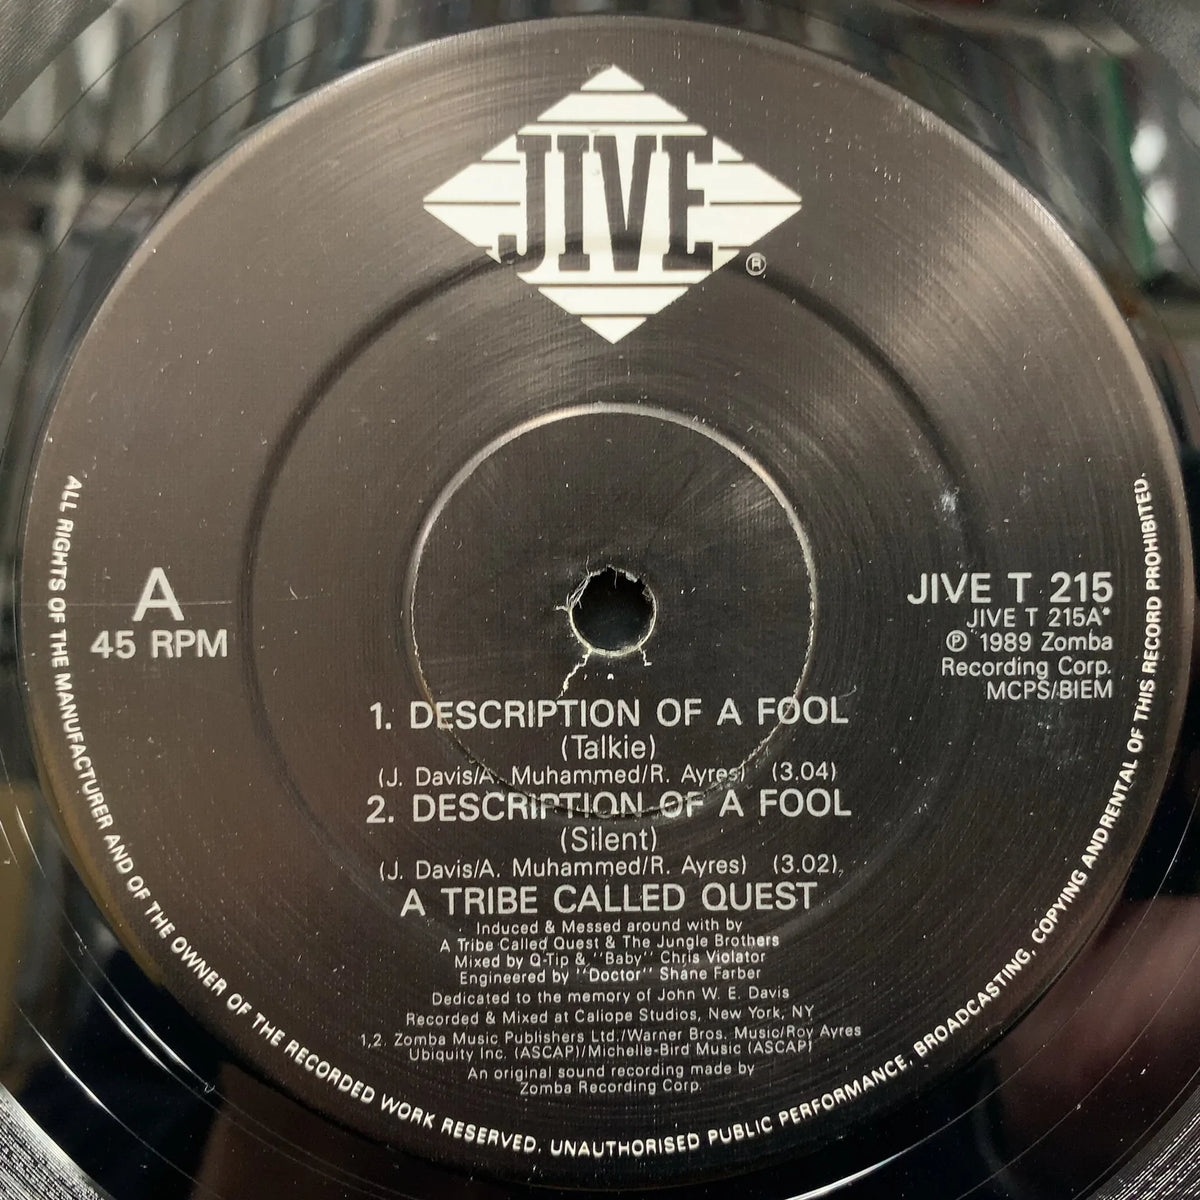 JIVE
®
A
45 RPM
JIVE T 215
JIVE T 215A*
℗ 1989 Zomba
Recording Corp.
MCPS/BIEM
1. DESCRIPTION OF A FOOL
(Talkie)
(J. Davis/A. Muhammed/R. Ayres) (3.04)
2. DESCRIPTION OF A FOOL
(Silent)
(J. Davis/A. Muhammed/R. Ayres) (3.02)
A TRIBE CALLED QUEST
Induced & Messed around with by
A Tribe Called Quest & The Jungle Brothers
Mixed by Q-Tip & "Baby" Chris Violator
Engineered by "Doctor" Shane Farber
Dedicated to the memory of John W. E. Davis
Recorded & Mixed at Caliope Studios, New York, NY
1,2. Zomba Music Publishers Ltd./Warner Bros. Music/Roy Ayres
Ubiquity Inc. (ASCAP)/Michelle-Bird Music (ASCAP)
An original sound recording made by
Zomba Recording Corp.
ALL RIGHTS OF THE MANUFACTURER AND OF THE OWNER OF THE RECORDED WORK RESERVED. UNAUTHORISED PUBLIC PERFORMANCE, BROADCASTING, COPYING AND RENTAL OF THIS RECORD PROHIBITED.